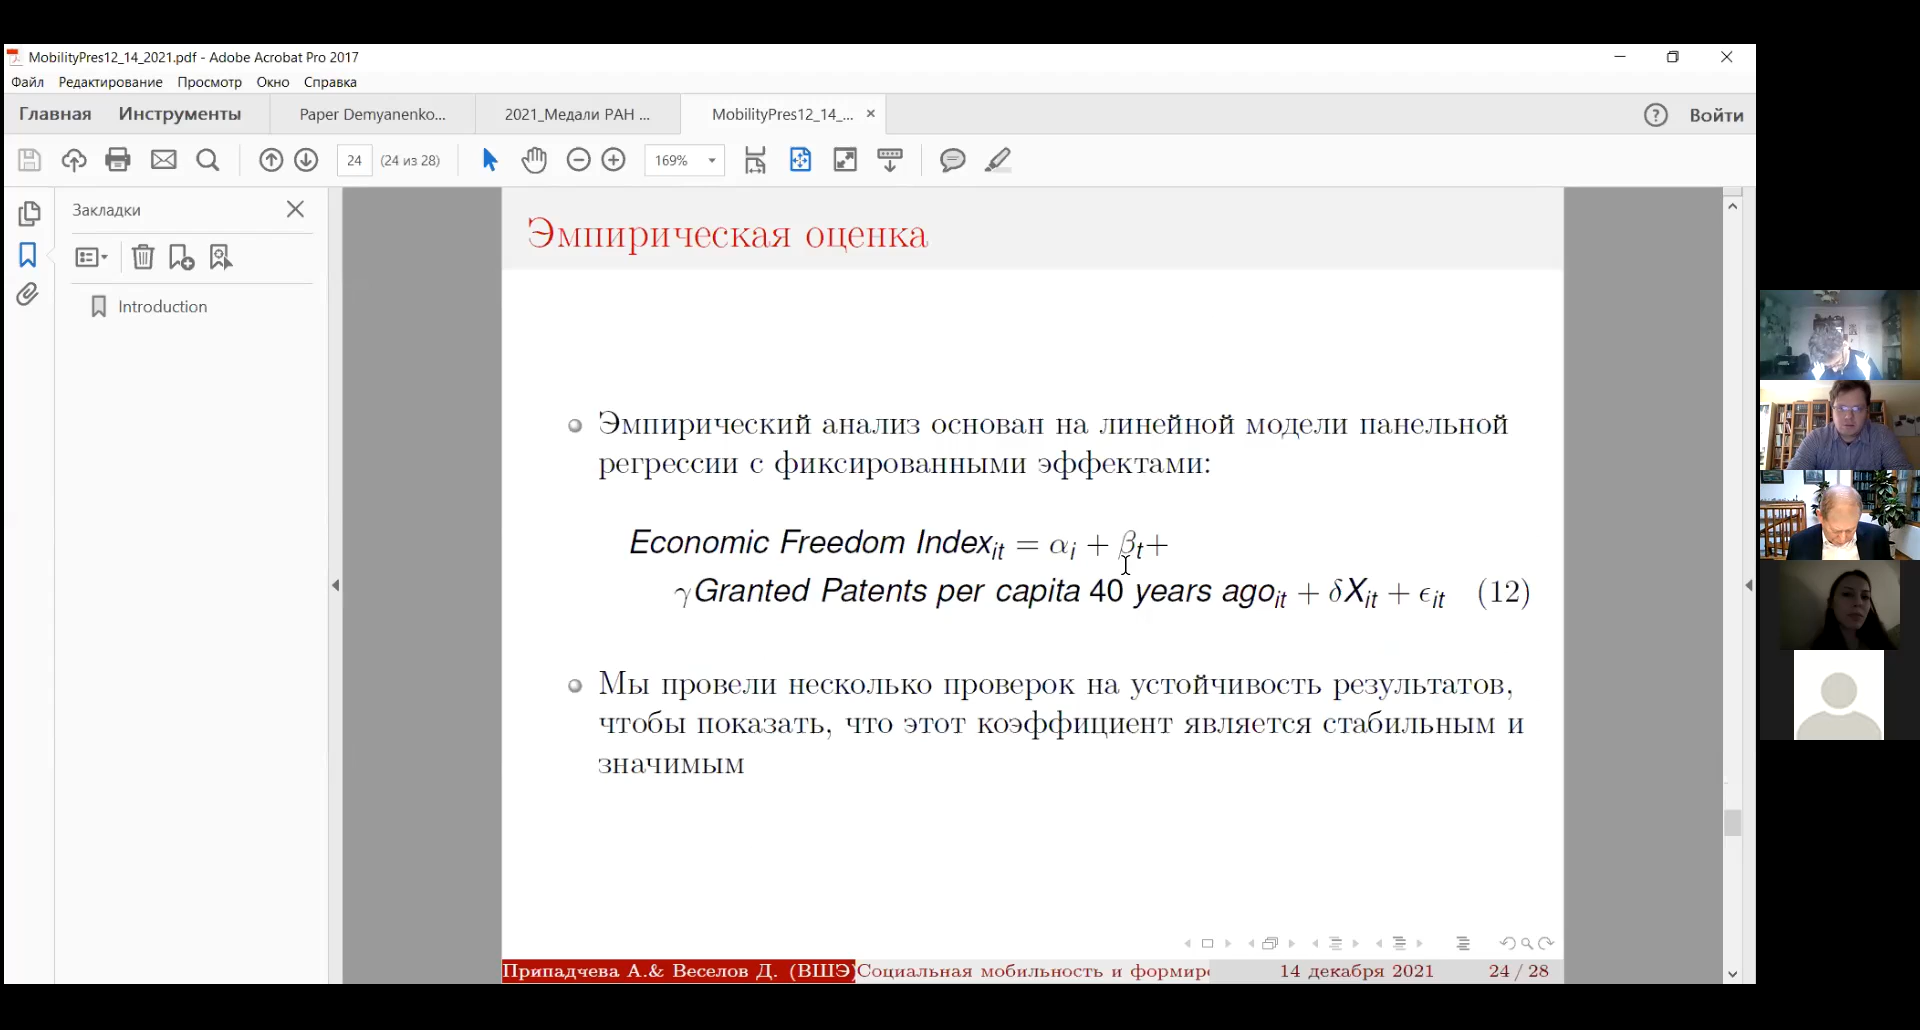 MobilityPres12_14_2021.pdf - Adobe Acrobat Pro 2017
Файл Редактирование Просмотр Окно Справка
Главная Инструменты Paper Demyanenko... 2021_Медали РАН ... MobilityPres12_14_... × ? Войти
24 (24 из 28) 169%
Закладки
Introduction
Эмпирическая оценка
Эмпирический анализ основан на линейной модели панельной
регрессии с фиксированными эффектами:
Economic Freedom Index_it = α_i + β_t+
γGranted Patents per capita 40 years ago_it + δX_it + ϵ_it (12)
Мы провели несколько проверок на устойчивость результатов,
чтобы показать, что этот коэффициент является стабильным и
значимым
Припадчева А.& Веселов Д. (ВШЭ) Социальная мобильность и 14 декабря 2021 24 / 28